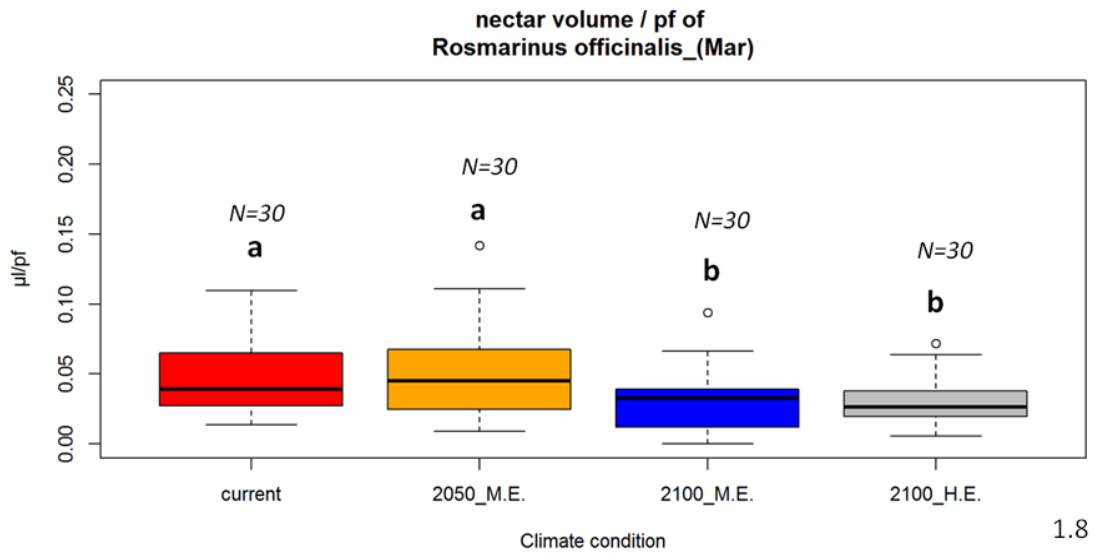 nectar volume / pf of
Rosmarinus officinalis_(Mar)
µl/pf
0.25
0.20
0.15
0.10
0.05
0.00
N=30
a
N=30
a
N=30
b
N=30
b
current
2050_M.E.
2100_M.E.
2100_H.E.
Climate condition
1.8